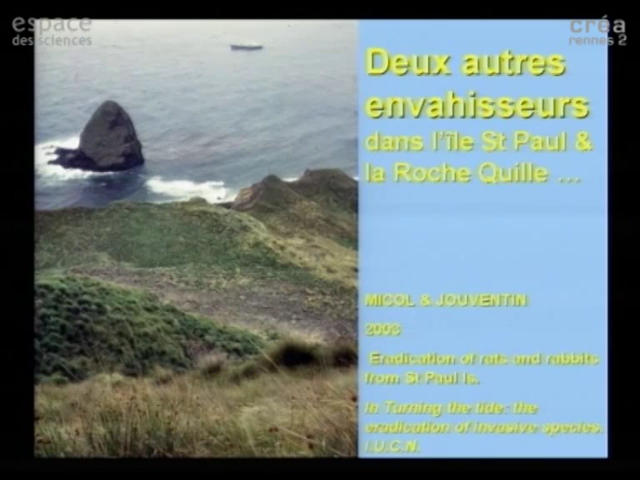 espace
des sciences
créa
rennes 2
Deux autres
envahisseurs
dans l'île St Paul &
la Roche Quille ...
MICOL & JOUVENTIN
2003
Eradication of rats and rabbits
from St Paul Is.
In Turning the tide: the
eradication of invasive species.
I.U.C.N.